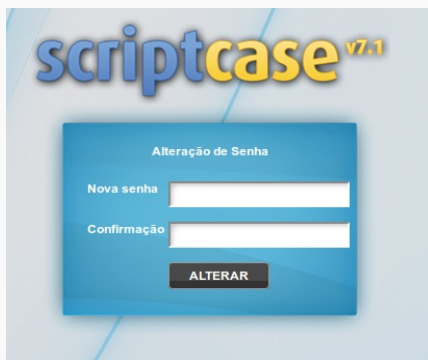 scriptcase v7.1
Alteração de Senha
Nova senha
Confirmação
ALTERAR